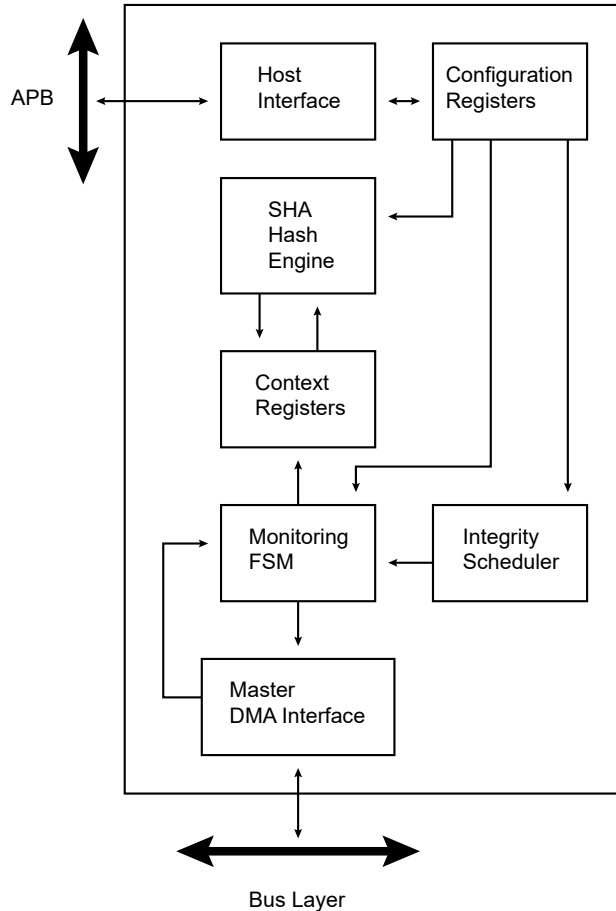 APB
Host
Interface
Configuration
Registers
SHA
Hash
Engine
Context
Registers
Monitoring
FSM
Integrity
Scheduler
Master
DMA Interface
Bus Layer